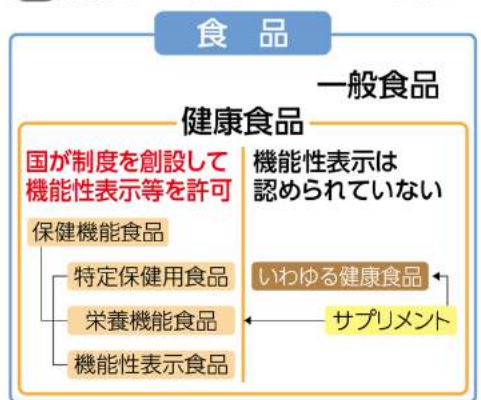 食 品
一般食品
健康食品
国が制度を創設して
機能性表示等を許可
機能性表示は
認められていない
保健機能食品
特定保健用食品
いわゆる健康食品
栄養機能食品
サプリメント
機能性表示食品